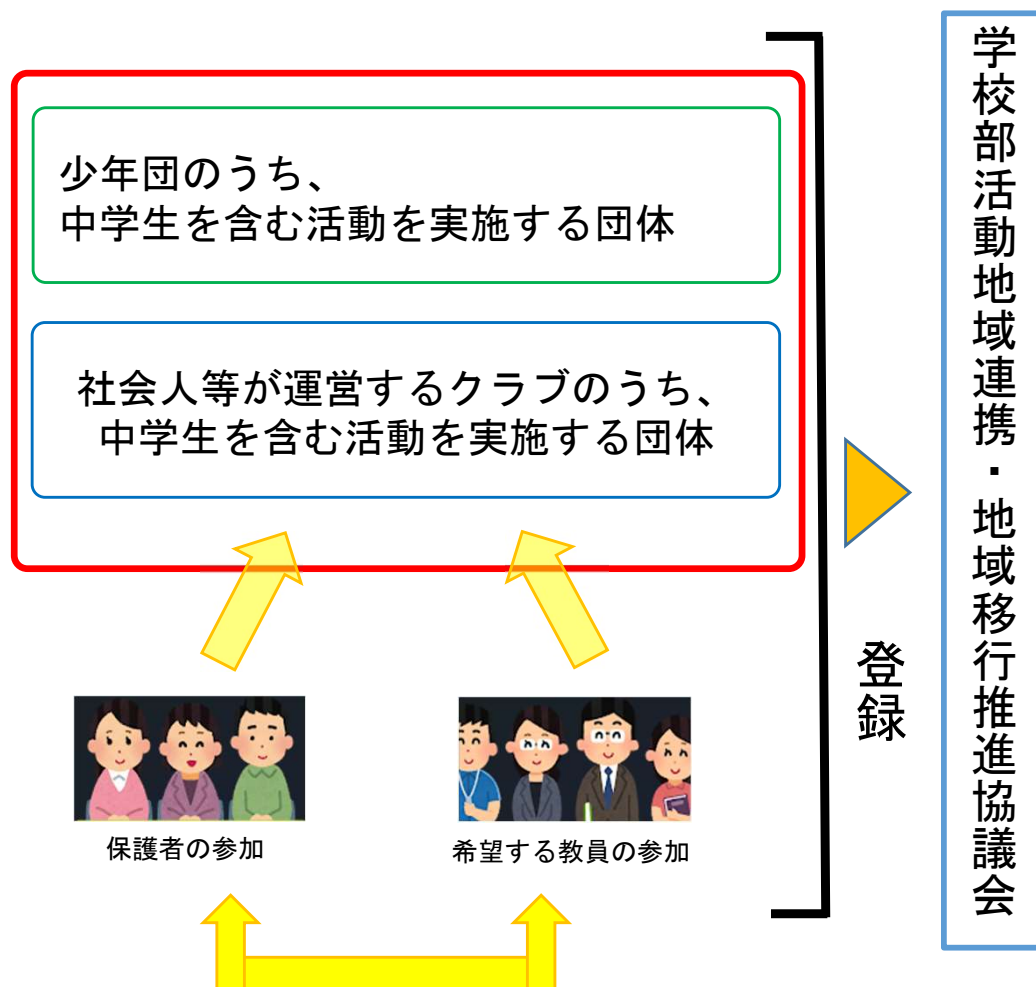 少年団のうち、
中学生を含む活動を実施する団体
社会人等が運営するクラブのうち、
中学生を含む活動を実施する団体
保護者の参加
希望する教員の参加
登録
学校部活動地域連携・地域移行推進協議会